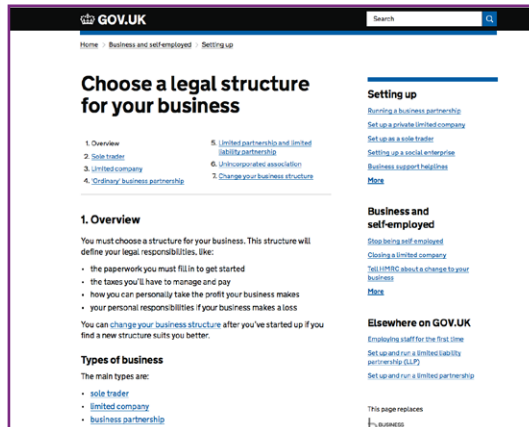 GOV.UK
Search
Home
Business and self-employed
Setting up
Choose a legal structure
for your business
1. Overview
2. Sole trader
3. Limited company
4. 'Ordinary' business partnership
5. Limited partnership and limited
liability partnership
6. Unincorporated association
7. Change your business structure
1. Overview
You must choose a structure for your business. This structure will
define your legal responsibilities, like:
• the paperwork you must fill in to get started
• the taxes you'll have to manage and pay
• how you can personally take the profit your business makes
• your personal responsibilities if your business makes a loss
You can change your business structure after you've started up if you
find a new structure suits you better.
Types of business
The main types are:
• sole trader
• limited company
• business partnership
Setting up
Running a business partnership
Set up a private limited company
Set up as a sole trader
Setting up a social enterprise
Business support helplines
More
Business and
self-employed
Stop being self employed
Closing a limited company
Tell HMRC about a change to your
business
More
Elsewhere on GOV.UK
Employing staff for the first time
Set up and run a limited liability
partnership (LLP)
Set up and run a limited partnership
This page replaces
BUSINESS